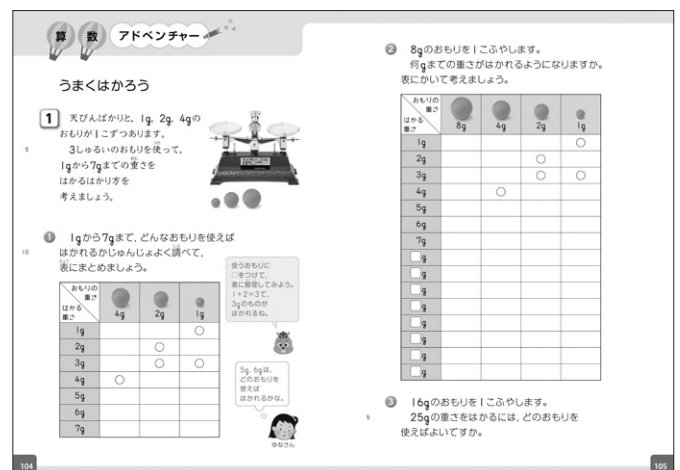 算 数 アドベンチャー
うまくはかろう
1 天びんばかりと,1g,2g,4gの
おもりが1こずつあります。
5 3しゅるいのおもりを使って,
1gから7gまでの重さを
はかるはかり方を
考えましょう。
1 1gから7gまで,どんなおもりを使えば
10 はかれるかじゅんじょよく調べて,
表にまとめましょう。
おもりの重さ
はかる重さ
4g 2g 1g
1g ○
2g ○
3g ○ ○
4g ○
5g
6g
7g
使うおもりに
○をつけて,
表に整理してみよう。
1+2=3で,
3gのものが
はかれるね。
5g,6gは,
どのおもりを
使えば
はかれるかな。
ゆなさん
104
2 8gのおもりを1こふやします。
何gまでの重さがはかれるようになりますか。
表にかいて考えましょう。
おもりの重さ
はかる重さ
8g 4g 2g 1g
1g ○
2g ○
3g ○ ○
4g ○
5g
6g
7g
□g
□g
□g
□g
□g
□g
□g
□g
3 16gのおもりを1こふやします。
5 25gの重さをはかるには,どのおもりを
使えばよいですか。
105